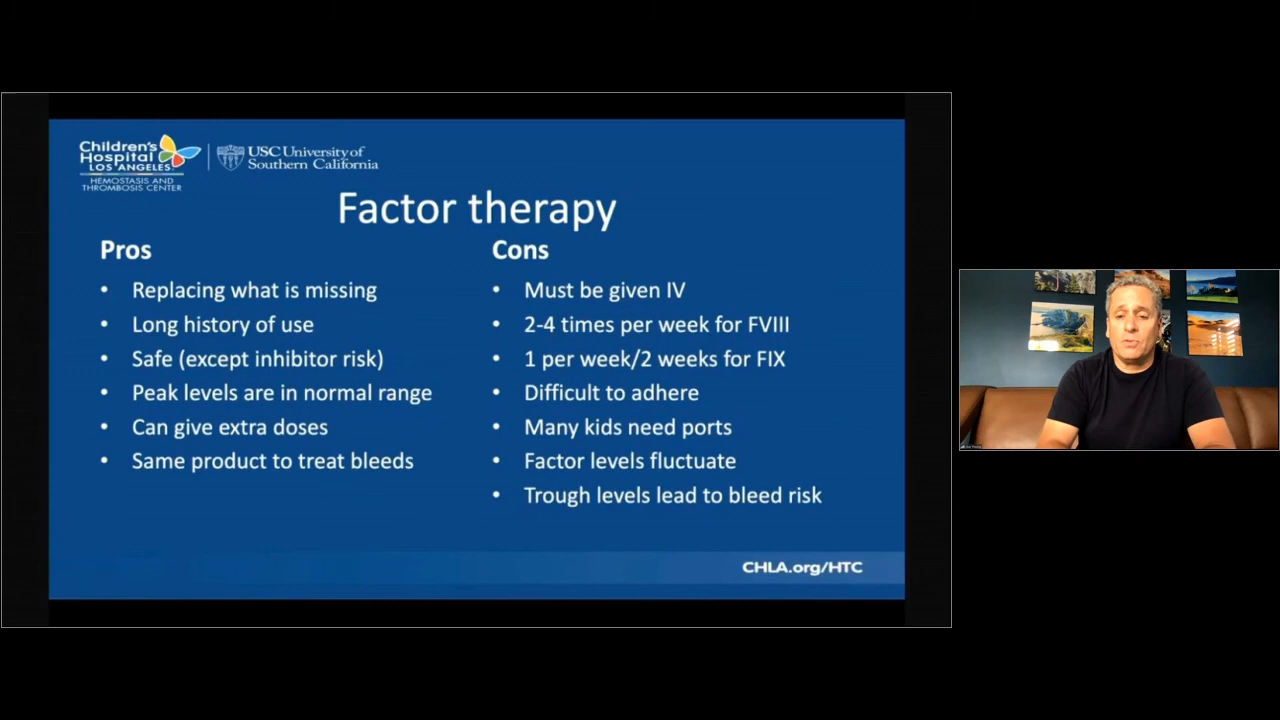 Children's
Hospital
LOS ANGELES
HEMOSTASIS AND
THROMBOSIS CENTER
USC University of
Southern California
Factor therapy
Pros
• Replacing what is missing
• Long history of use
• Safe (except inhibitor risk)
• Peak levels are in normal range
• Can give extra doses
• Same product to treat bleeds
Cons
• Must be given IV
• 2-4 times per week for FVIII
• 1 per week/2 weeks for FIX
• Difficult to adhere
• Many kids need ports
• Factor levels fluctuate
• Trough levels lead to bleed risk
CHLA.org/HTC